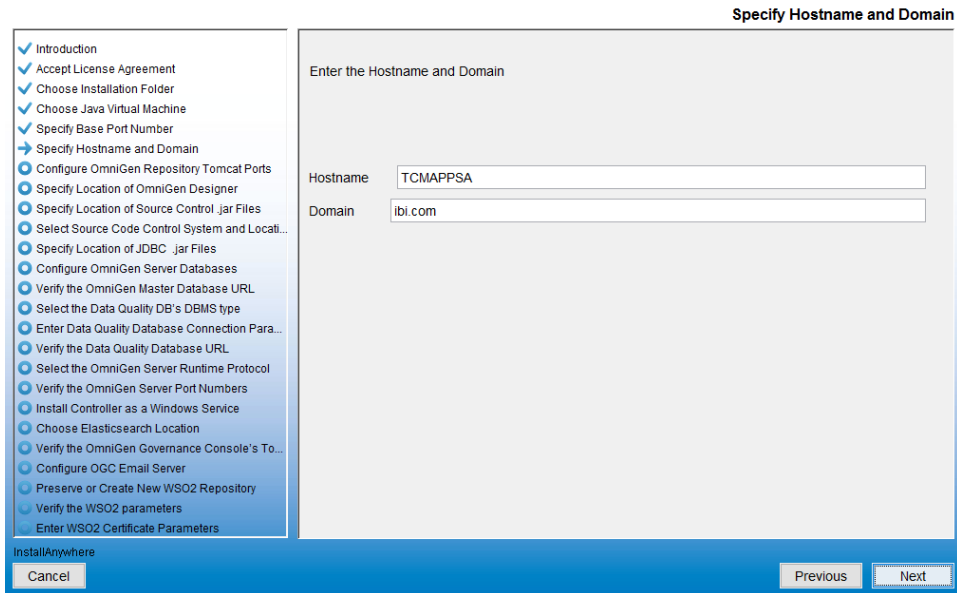 Specify Hostname and Domain
Introduction
Accept License Agreement
Choose Installation Folder
Choose Java Virtual Machine
Specify Base Port Number
Specify Hostname and Domain
Configure OmniGen Repository Tomcat Ports
Specify Location of OmniGen Designer
Specify Location of Source Control .jar Files
Select Source Code Control System and Locati...
Specify Location of JDBC .jar Files
Configure OmniGen Server Databases
Verify the OmniGen Master Database URL
Select the Data Quality DB's DBMS type
Enter Data Quality Database Connection Para...
Verify the Data Quality Database URL
Select the OmniGen Server Runtime Protocol
Verify the OmniGen Server Port Numbers
Install Controller as a Windows Service
Choose Elasticsearch Location
Verify the OmniGen Governance Console's To...
Configure OGC Email Server
Preserve or Create New WSO2 Repository
Verify the WSO2 parameters
Enter WSO2 Certificate Parameters
Enter the Hostname and Domain
Hostname TCMAPPSA
Domain ibi.com
InstallAnywhere
Cancel Previous Next